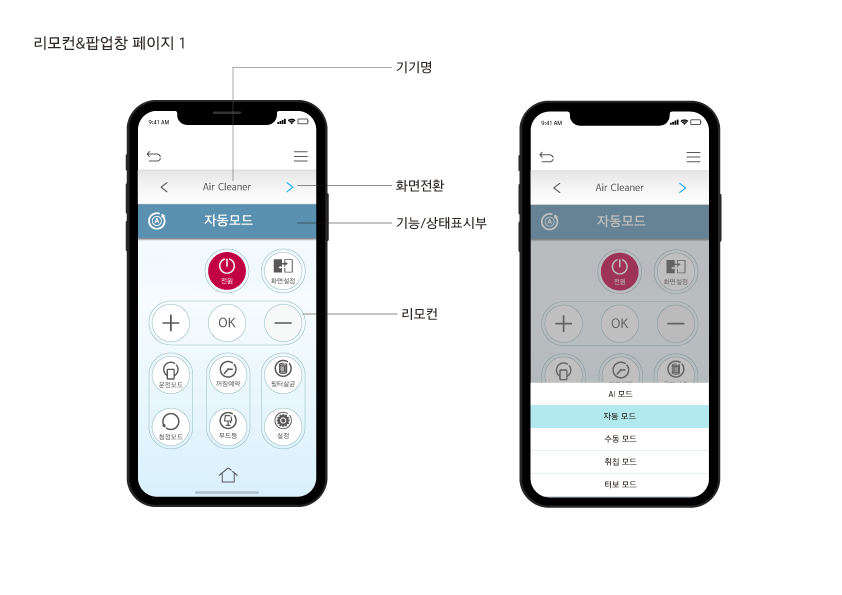 리모컨&팝업창 페이지 1
기기명
9:41 AM
Air Cleaner
화면전환
자동모드
기능/상태표시부
전원
화면설정
OK
리모컨
운전모드
꺼짐예약
필터살균
청정모드
무드등
설정
9:41 AM
Air Cleaner
자동모드
전원
화면설정
OK
AI 모드
자동 모드
수동 모드
취침 모드
터보 모드